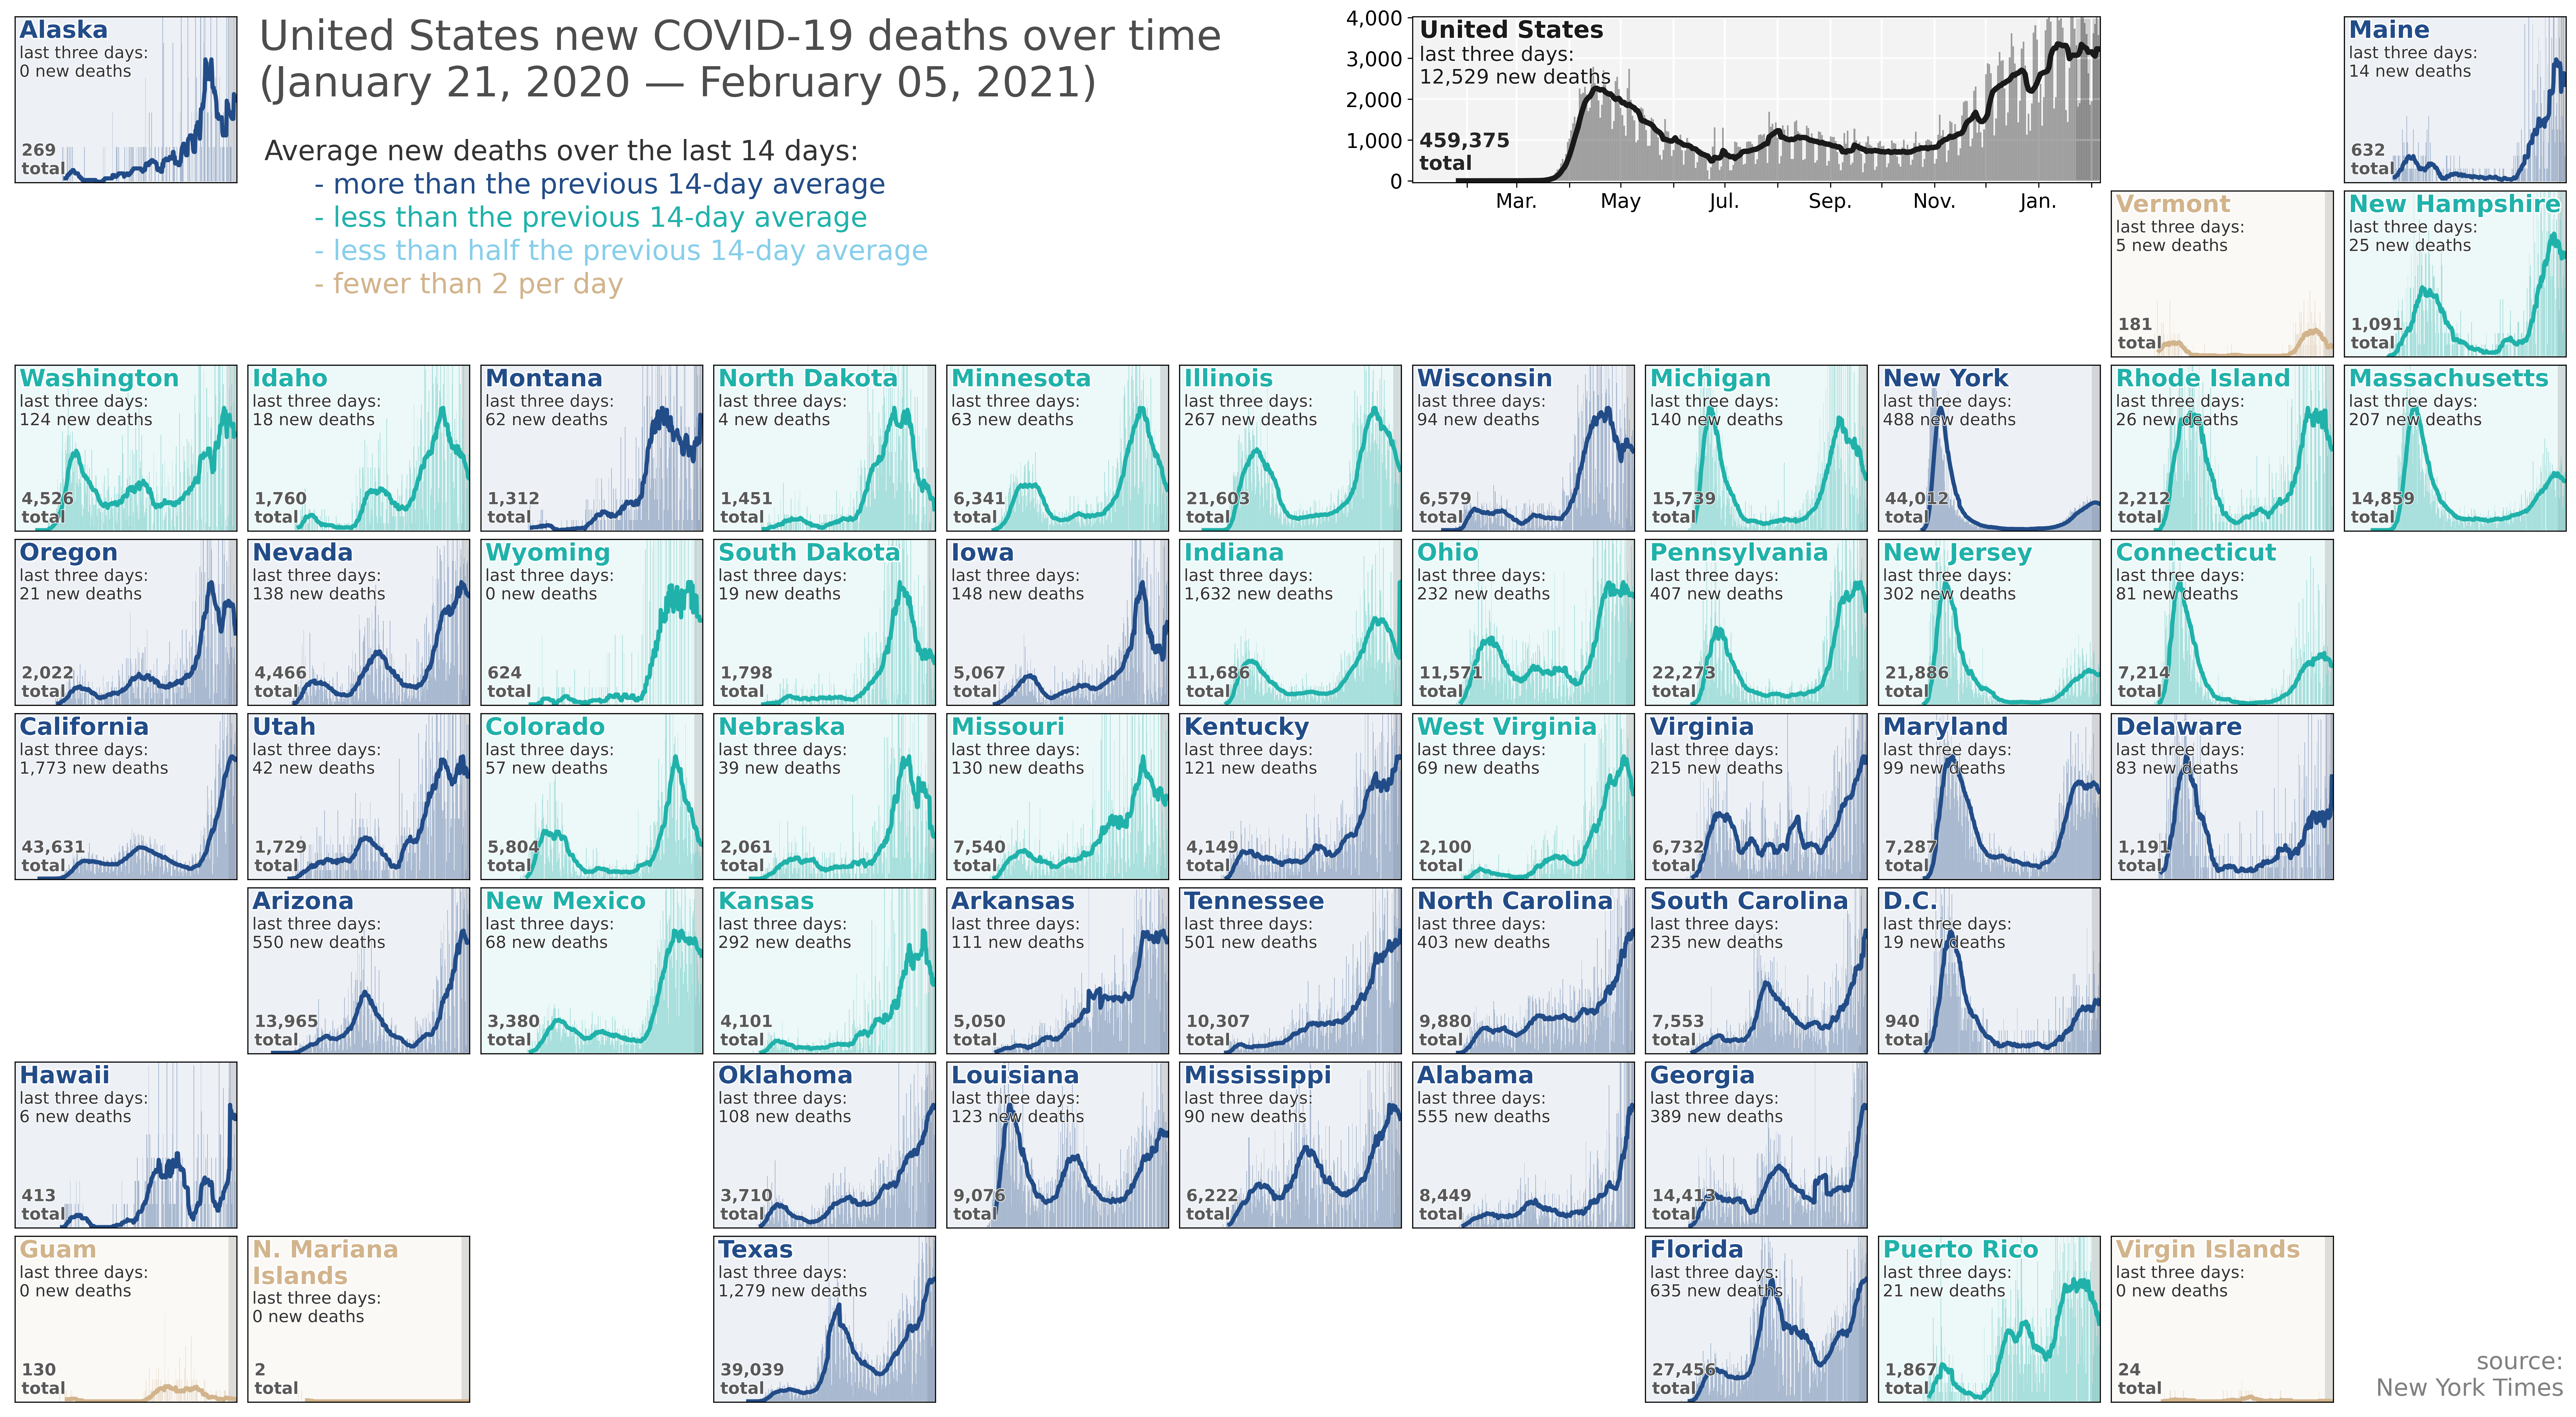 Alaska
last three days:
0 new deaths
269
total
United States new COVID-19 deaths over time
(January 21, 2020 — February 05, 2021)
Average new deaths over the last 14 days:
- more than the previous 14-day average
- less than the previous 14-day average
- less than half the previous 14-day average
- fewer than 2 per day
4,000
3,000
2,000
1,000
0
United States
last three days:
12,529 new deaths
459,375
total
Mar. May Jul. Sep. Nov. Jan.
Maine
last three days:
14 new deaths
632
total
Vermont
last three days:
5 new deaths
181
total
New Hampshire
last three days:
25 new deaths
1,091
total
Washington
last three days:
124 new deaths
4,526
total
Idaho
last three days:
18 new deaths
1,760
total
Montana
last three days:
62 new deaths
1,312
total
North Dakota
last three days:
4 new deaths
1,451
total
Minnesota
last three days:
63 new deaths
6,341
total
Illinois
last three days:
267 new deaths
21,603
total
Wisconsin
last three days:
94 new deaths
6,579
total
Michigan
last three days:
140 new deaths
15,739
total
New York
last three days:
488 new deaths
44,012
total
Rhode Island
last three days:
26 new deaths
2,212
total
Massachusetts
last three days:
207 new deaths
14,859
total
Oregon
last three days:
21 new deaths
2,022
total
Nevada
last three days:
138 new deaths
4,466
total
Wyoming
last three days:
0 new deaths
624
total
South Dakota
last three days:
19 new deaths
1,798
total
Iowa
last three days:
148 new deaths
5,067
total
Indiana
last three days:
1,632 new deaths
11,686
total
Ohio
last three days:
232 new deaths
11,571
total
Pennsylvania
last three days:
407 new deaths
22,273
total
New Jersey
last three days:
302 new deaths
21,886
total
Connecticut
last three days:
81 new deaths
7,214
total
California
last three days:
1,773 new deaths
43,631
total
Utah
last three days:
42 new deaths
1,729
total
Colorado
last three days:
57 new deaths
5,804
total
Nebraska
last three days:
39 new deaths
2,061
total
Missouri
last three days:
130 new deaths
7,540
total
Kentucky
last three days:
121 new deaths
4,149
total
West Virginia
last three days:
69 new deaths
2,100
total
Virginia
last three days:
215 new deaths
6,732
total
Maryland
last three days:
99 new deaths
7,287
total
Delaware
last three days:
83 new deaths
1,191
total
Arizona
last three days:
550 new deaths
13,965
total
New Mexico
last three days:
68 new deaths
3,380
total
Kansas
last three days:
292 new deaths
4,101
total
Arkansas
last three days:
111 new deaths
5,050
total
Tennessee
last three days:
501 new deaths
10,307
total
North Carolina
last three days:
403 new deaths
9,880
total
South Carolina
last three days:
235 new deaths
7,553
total
D.C.
last three days:
19 new deaths
940
total
Hawaii
last three days:
6 new deaths
413
total
Oklahoma
last three days:
108 new deaths
3,710
total
Louisiana
last three days:
123 new deaths
9,076
total
Mississippi
last three days:
90 new deaths
6,222
total
Alabama
last three days:
555 new deaths
8,449
total
Georgia
last three days:
389 new deaths
14,413
total
Guam
last three days:
0 new deaths
130
total
N. Mariana
Islands
last three days:
0 new deaths
2
total
Texas
last three days:
1,279 new deaths
39,039
total
Florida
last three days:
635 new deaths
27,456
total
Puerto Rico
last three days:
21 new deaths
1,867
total
Virgin Islands
last three days:
0 new deaths
24
total
source:
New York Times